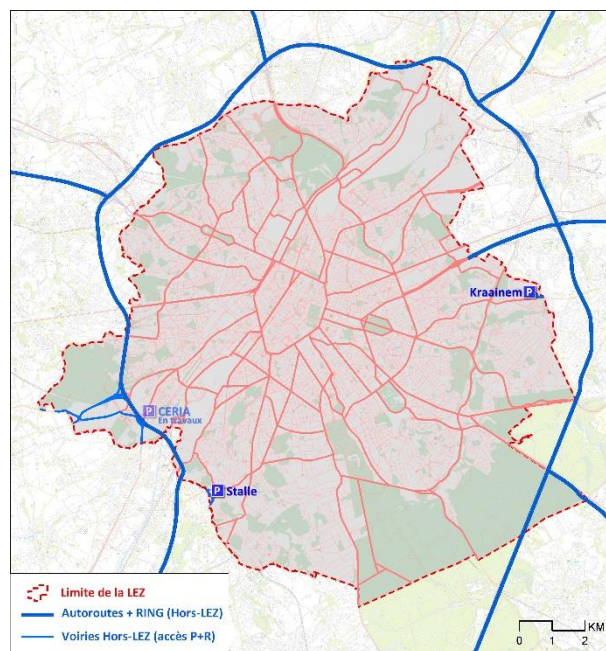 Kraainem P
P CERIA
En travaux
P Stalle
Limite de la LEZ
Autoroutes + RING (Hors-LEZ)
Voiries Hors-LEZ (accès P+R)
KM
0 1 2